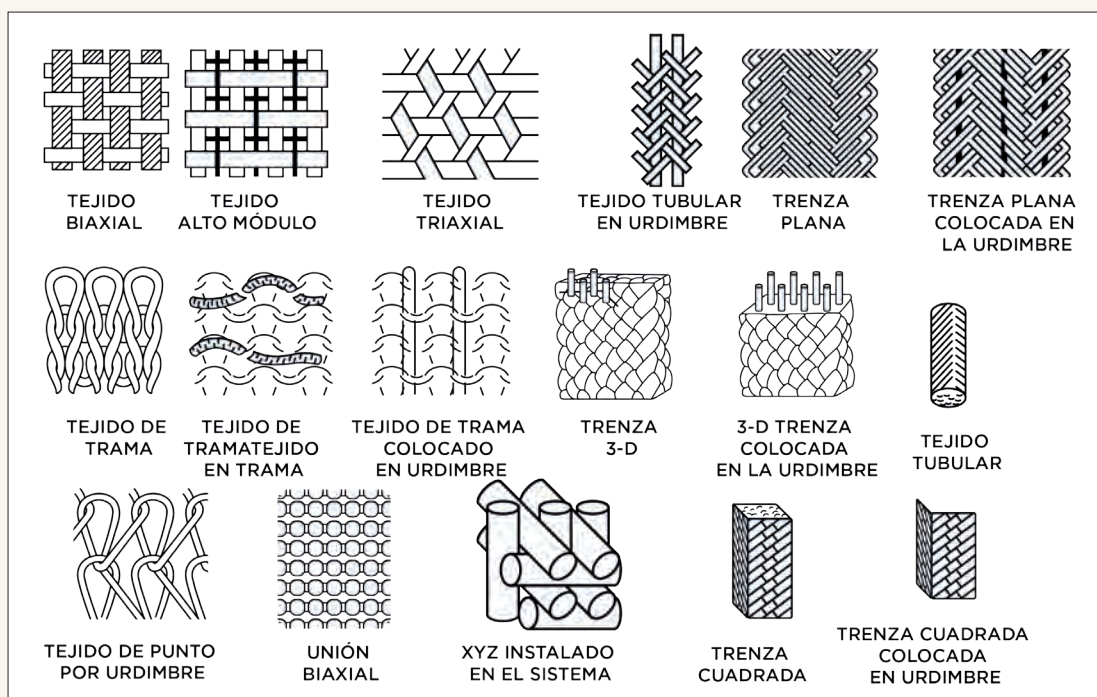 TEJIDO
BIAXIAL
TEJIDO
ALTO MÓDULO
TEJIDO
TRIAXIAL
TEJIDO TUBULAR
EN URDIMBRE
TRENZA
PLANA
TRENZA PLANA
COLOCADA EN
LA URDIMBRE
TEJIDO DE
TRAMA
TEJIDO DE
TRAMATEJIDO
EN TRAMA
TEJIDO DE TRAMA
COLOCADO
EN URDIMBRE
TRENZA
3-D
3-D TRENZA
COLOCADA
EN LA URDIMBRE
TEJIDO
TUBULAR
TEJIDO DE PUNTO
POR URDIMBRE
UNIÓN
BIAXIAL
XYZ INSTALADO
EN EL SISTEMA
TRENZA
CUADRADA
TRENZA CUADRADA
COLOCADA
EN URDIMBRE